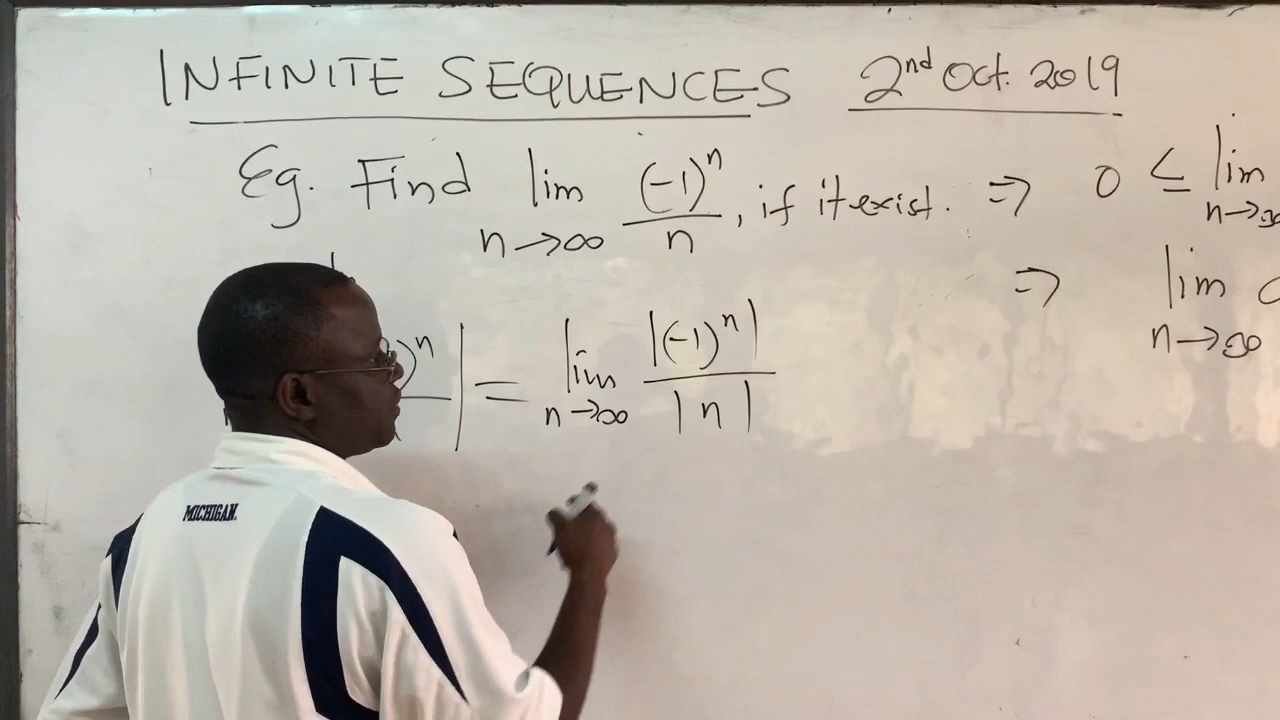 INFINITE SEQUENCES 2nd Oct. 2019
Eg. Find lim n→∞ (-1)^n / n, if it exist. ⇒ 0 ≤ lim n→∞
⇒ lim n→∞
)^n | = lim n→∞ |(-1)^n| / |n|
MICHIGAN